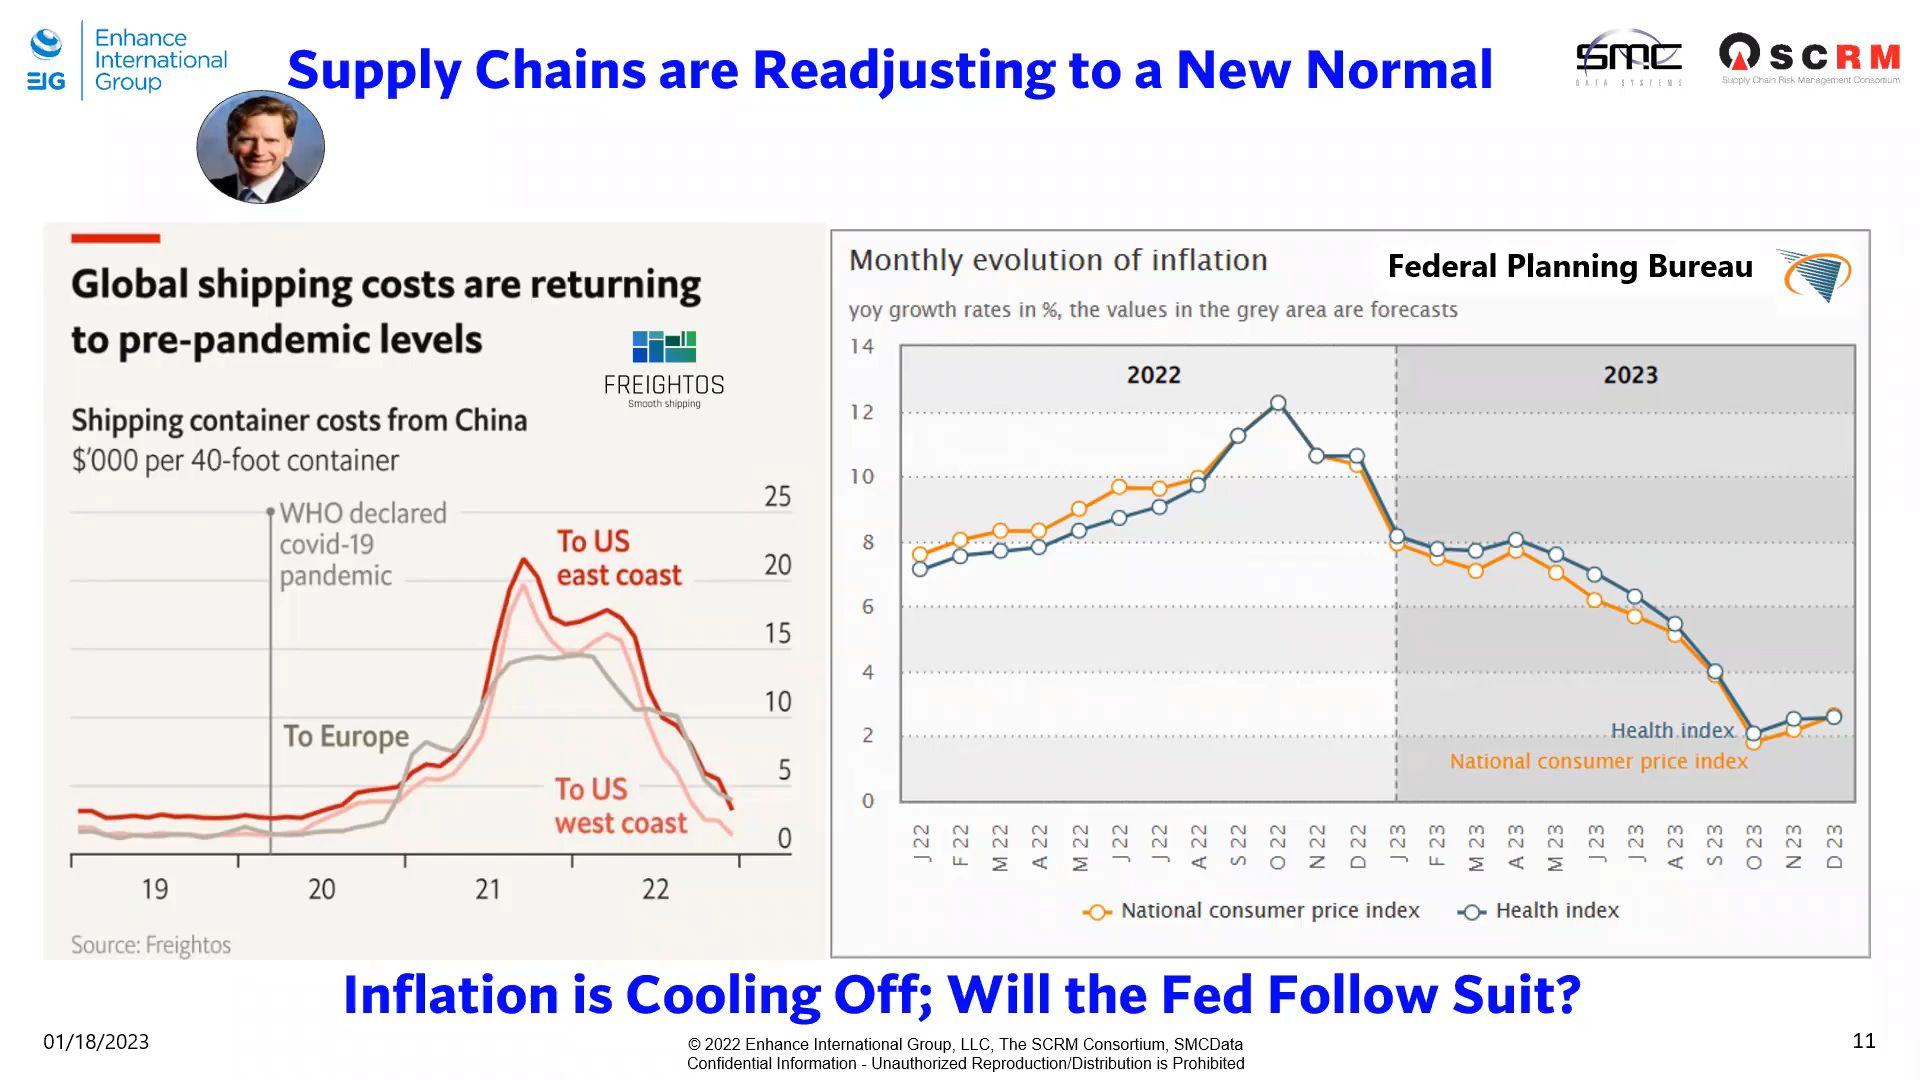 Enhance
International
Group
EIG
Supply Chains are Readjusting to a New Normal
SMC
DATA SYSTEMS
SCRM
Supply Chain Risk Management Consortium
Global shipping costs are returning
to pre-pandemic levels
FREIGHTOS
Smooth shipping
Shipping container costs from China
$'000 per 40-foot container
25
20
15
10
5
0
WHO declared
covid-19
pandemic
To US
east coast
To Europe
To US
west coast
19 20 21 22
Source: Freightos
Monthly evolution of inflation
Federal Planning Bureau
yoy growth rates in %, the values in the grey area are forecasts
14
12
10
8
6
4
2
0
2022 2023
Health index
National consumer price index
J 22 F 22 M 22 A 22 M 22 J 22 J 22 A 22 S 22 O 22 N 22 D 22 J 23 F 23 M 23 A 23 M 23 J 23 J 23 A 23 S 23 O 23 N 23 D 23
National consumer price index Health index
Inflation is Cooling Off; Will the Fed Follow Suit?
01/18/2023
© 2022 Enhance International Group, LLC, The SCRM Consortium, SMCData
Confidential Information - Unauthorized Reproduction/Distribution is Prohibited
11